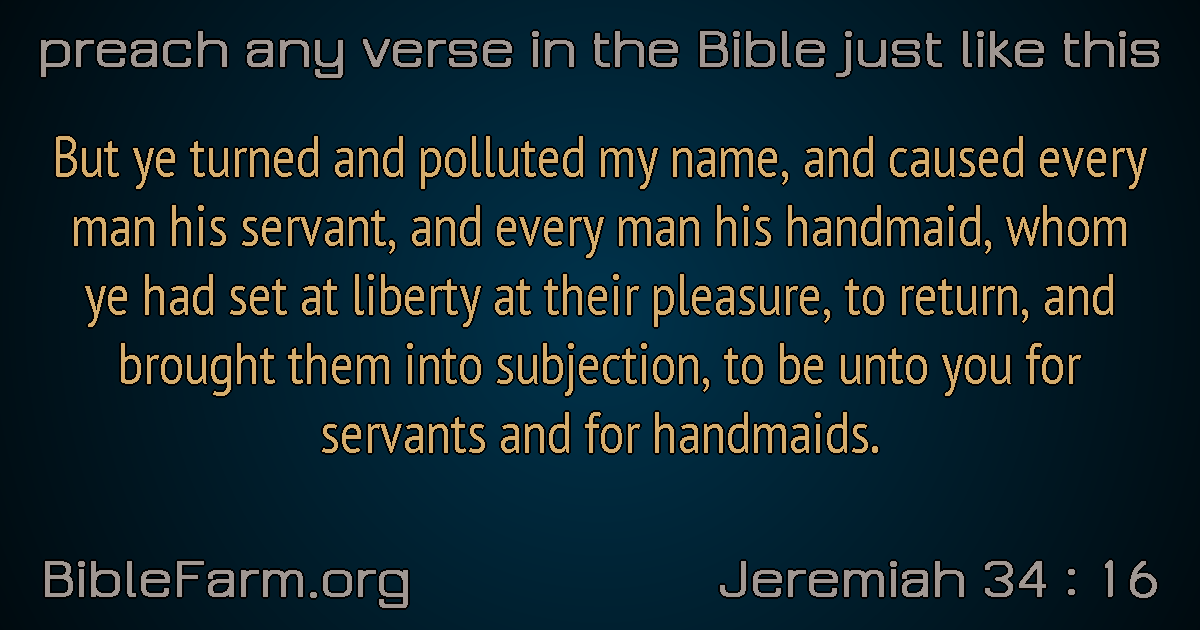 preach any verse in the Bible just like this
But ye turned and polluted my name, and caused every
man his servant, and every man his handmaid, whom
ye had set at liberty at their pleasure, to return, and
brought them into subjection, to be unto you for
servants and for handmaids.
BibleFarm.org
Jeremiah 34 : 16